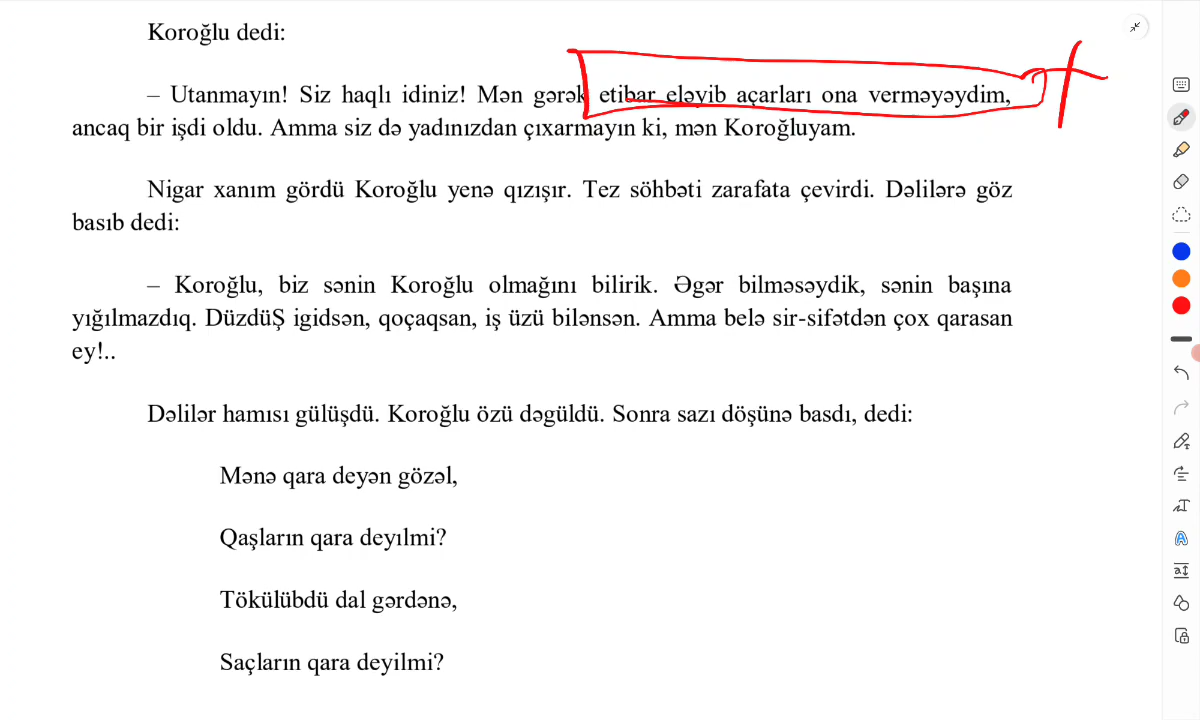 Koroğlu dedi:
– Utanmayın! Siz haqlı idiniz! Mən gərək etibar eləyib açarları ona verməyəydim,
ancaq bir işdi oldu. Amma siz də yadınızdan çıxarmayın ki, mən Koroğluyam.
Nigar xanım gördü Koroğlu yenə qızışır. Tez söhbəti zarafata çevirdi. Dəlilərə göz
basıb dedi:
– Koroğlu, biz sənin Koroğlu olmağını bilirik. Əgər bilməsəydik, sənin başına
yığılmazdıq. DüzdüŞ igidsən, qoçaqsan, iş üzü bilənsən. Amma belə sir-sifətdən çox qarasan
ey!..
Dəlilər hamısı gülüşdü. Koroğlu özü dəgüldü. Sonra sazı döşünə basdı, dedi:
Mənə qara deyən gözəl,
Qaşların qara deyılmi?
Tökülübdü dal gərdənə,
Saçların qara deyilmi?